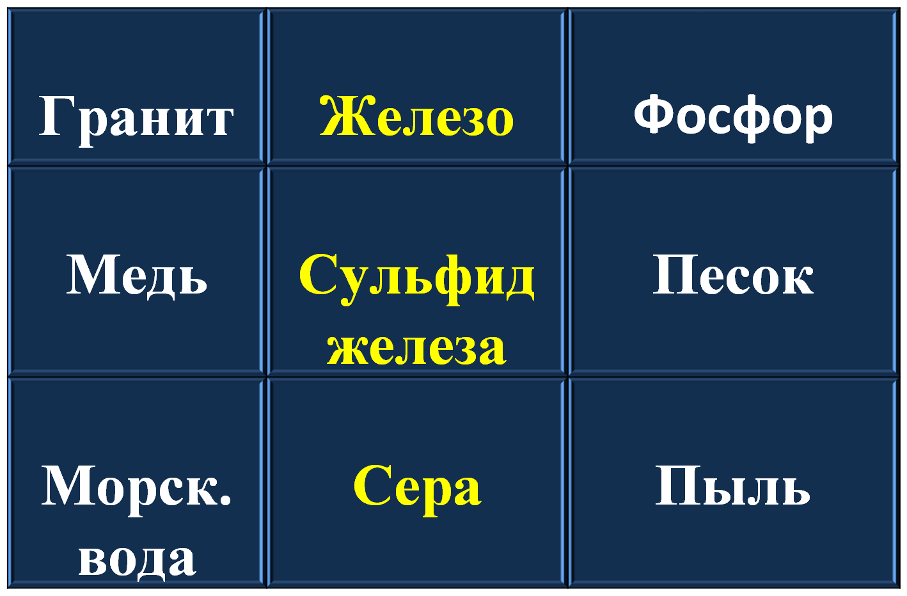 Гранит Железо Фосфор
Медь Сульфид Песок
железа
Морск. Сера Пыль
вода